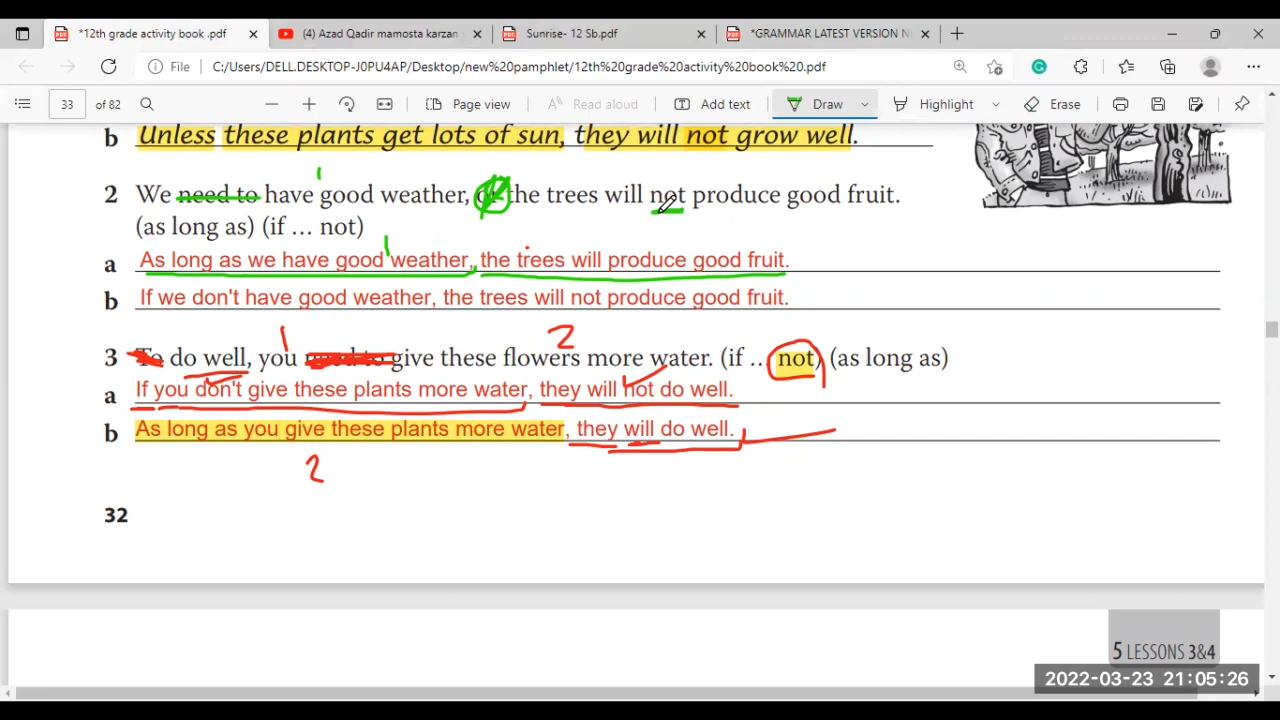 *12th grade activity book .pdf
(4) Azad Qadir mamosta karzan
Sunrise- 12 Sb.pdf
*GRAMMAR LATEST VERSION N
File
C:/Users/DELL.DESKTOP-J0PU4AP/Desktop/new%20pamphlet/12th%20grade%20activity%20book%20.pdf
33 of 82
Page view
Read aloud
Add text
Draw
Highlight
Erase
b Unless these plants get lots of sun, they will not grow well.
2 We need to have good weather, or the trees will not produce good fruit.
(as long as) (if ... not)
a As long as we have good weather, the trees will produce good fruit.
b If we don't have good weather, the trees will not produce good fruit.
1 2
3 To do well, you need to give these flowers more water. (if ... not) (as long as)
a If you don't give these plants more water, they will not do well.
b As long as you give these plants more water, they will do well.
2
32
5 LESSONS 3&4
2022-03-23 21:05:26